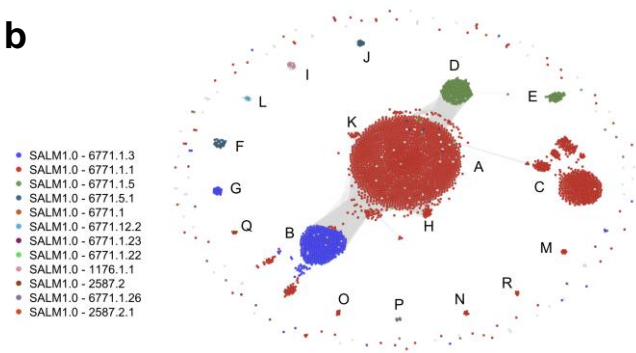 b
J
D
I
L
E
K
F
A
C
G
H
Q
B
M
R
O
P
N
SALM1.0 - 6771.1.3
SALM1.0 - 6771.1.1
SALM1.0 - 6771.1.5
SALM1.0 - 6771.5.1
SALM1.0 - 6771.1
SALM1.0 - 6771.12.2
SALM1.0 - 6771.1.23
SALM1.0 - 6771.1.22
SALM1.0 - 1176.1.1
SALM1.0 - 2587.2
SALM1.0 - 6771.1.26
SALM1.0 - 2587.2.1